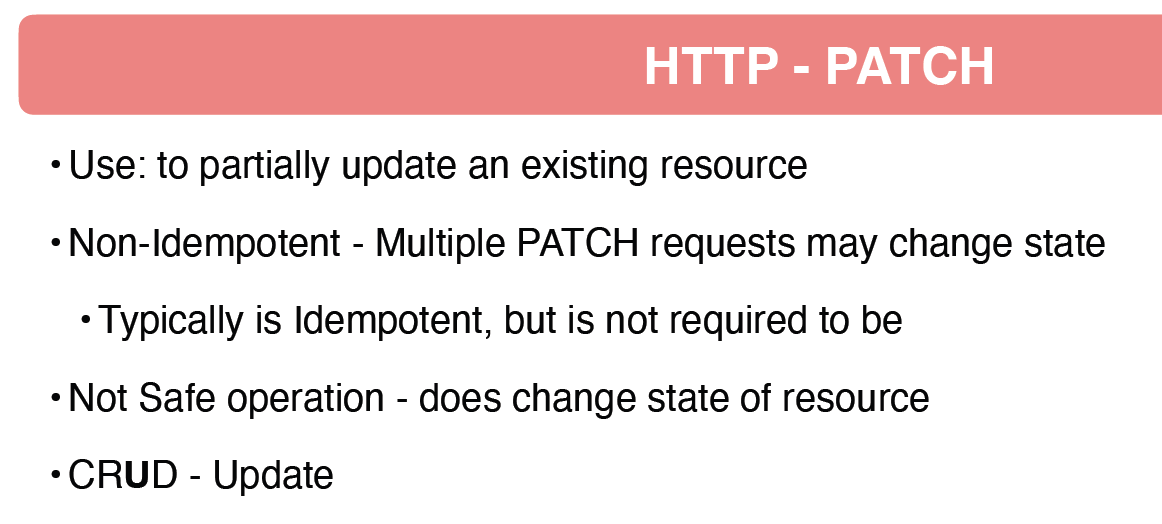 HTTP - PATCH
• Use: to partially update an existing resource
• Non-Idempotent - Multiple PATCH requests may change state
• Typically is Idempotent, but is not required to be
• Not Safe operation - does change state of resource
• CRUD - Update